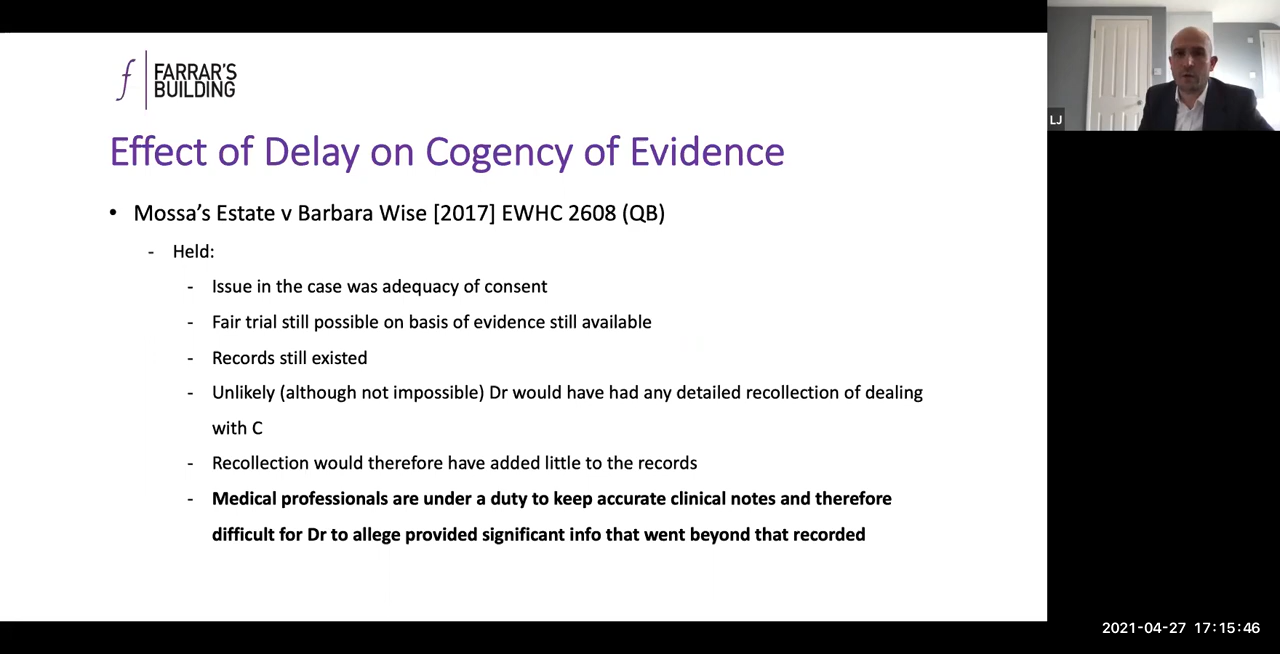 f FARRAR'S
BUILDING
Effect of Delay on Cogency of Evidence
• Mossa's Estate v Barbara Wise [2017] EWHC 2608 (QB)
- Held:
- Issue in the case was adequacy of consent
- Fair trial still possible on basis of evidence still available
- Records still existed
- Unlikely (although not impossible) Dr would have had any detailed recollection of dealing
with C
- Recollection would therefore have added little to the records
- Medical professionals are under a duty to keep accurate clinical notes and therefore
difficult for Dr to allege provided significant info that went beyond that recorded
LJ
2021-04-27 17:15:46